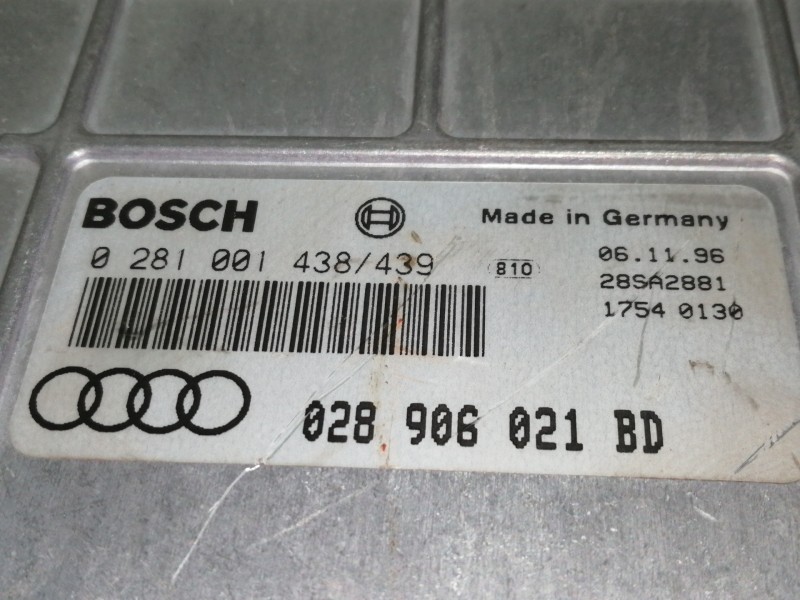 BOSCH Made in Germany
0 281 001 438/439 810 06.11.96
28SA2881
1754 0130
028 906 021 BD